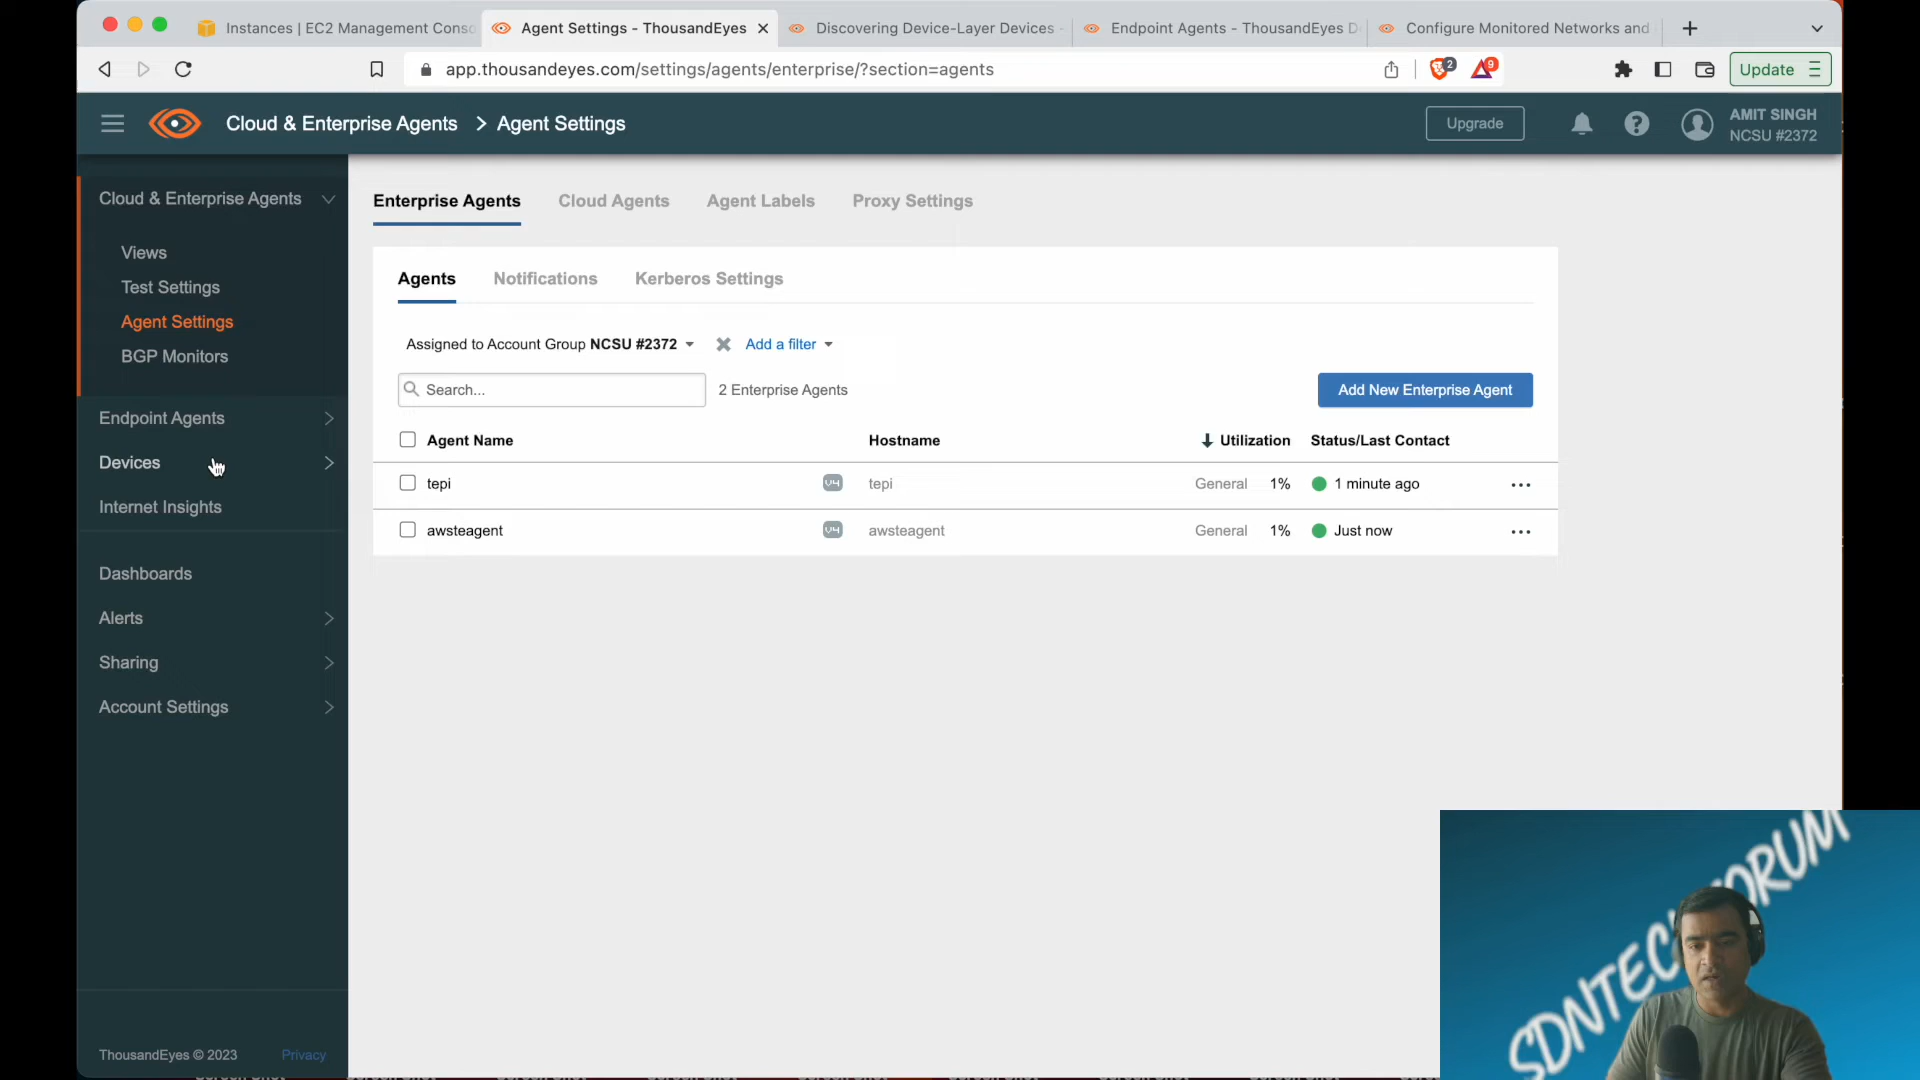 Instances | EC2 Management Conso
Agent Settings - ThousandEyes
Discovering Device-Layer Devices -
Endpoint Agents - ThousandEyes D
Configure Monitored Networks and
app.thousandeyes.com/settings/agents/enterprise/?section=agents
2
9
Update
Cloud & Enterprise Agents > Agent Settings
Upgrade
AMIT SINGH
NCSU #2372
Cloud & Enterprise Agents
Views
Test Settings
Agent Settings
BGP Monitors
Endpoint Agents
Devices
Internet Insights
Dashboards
Alerts
Sharing
Account Settings
ThousandEyes © 2023 Privacy
Enterprise Agents Cloud Agents Agent Labels Proxy Settings
Agents Notifications Kerberos Settings
Assigned to Account Group NCSU #2372 Add a filter
Search... 2 Enterprise Agents Add New Enterprise Agent
Agent Name Hostname Utilization Status/Last Contact
tepi V4 tepi General 1% 1 minute ago
awsteagent V4 awsteagent General 1% Just now